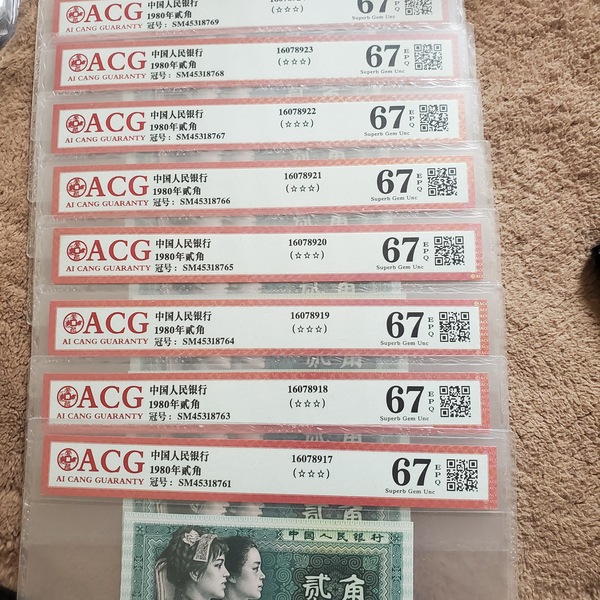 (☆☆☆)
AI CANG GUARANTY
1980年贰角
冠号: SM45318769
Superb Gem Unc
ACG
中国人民银行
1980年贰角
AI CANG GUARANTY
冠号: SM45318768
16078923
(☆☆☆)
67
EPQ
Superb Gem Unc
ACG
中国人民银行
1980年贰角
AI CANG GUARANTY
冠号: SM45318767
16078922
(☆☆☆)
67
EPQ
Superb Gem Unc
ACG
中国人民银行
1980年贰角
AI CANG GUARANTY
冠号: SM45318766
16078921
(☆☆☆)
67
EPQ
Superb Gem Unc
ACG
中国人民银行
1980年贰角
AI CANG GUARANTY
冠号: SM45318765
16078920
(☆☆☆)
67
EPQ
Superb Gem Unc
ACG
中国人民银行
1980年贰角
AI CANG GUARANTY
冠号: SM45318764
16078919
(☆☆☆)
67
EPQ
Superb Gem Unc
ACG
中国人民银行
1980年贰角
AI CANG GUARANTY
冠号: SM45318763
16078918
(☆☆☆)
67
EPQ
Superb Gem Unc
ACG
中国人民银行
1980年贰角
AI CANG GUARANTY
冠号: SM45318761
16078917
(☆☆☆)
67
EPQ
Superb Gem Unc
中国人民银行
贰角